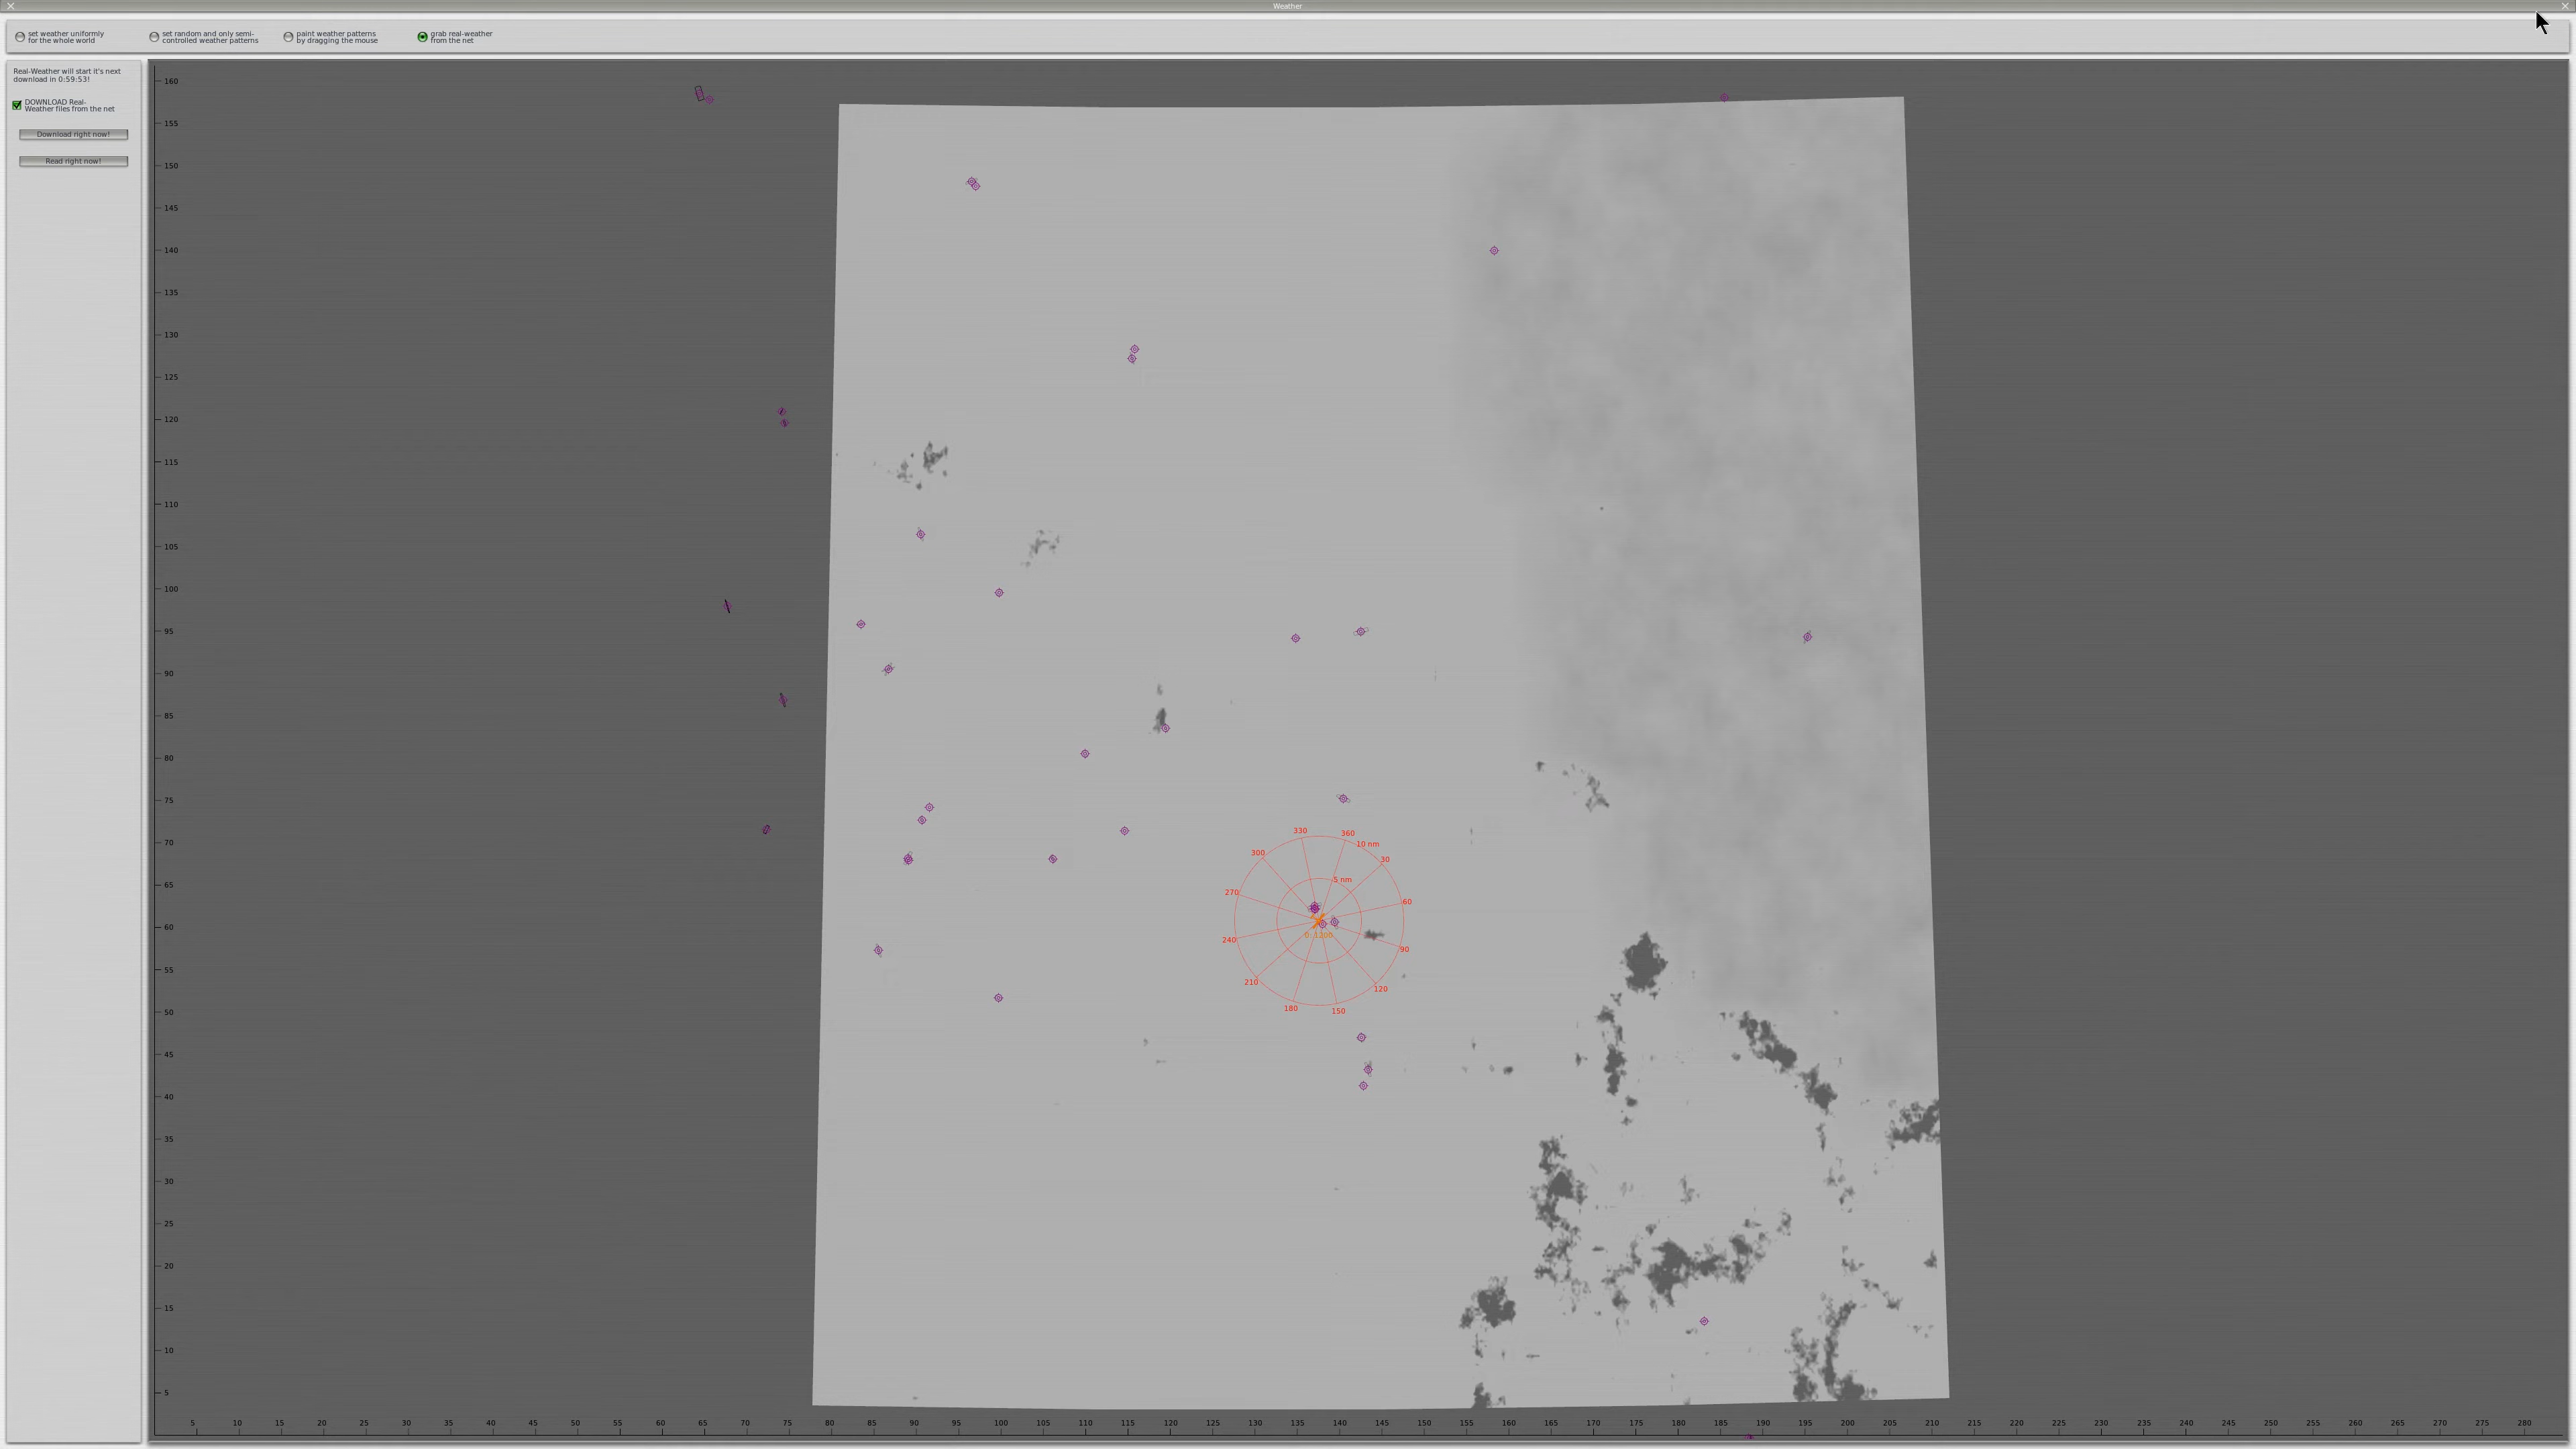 Weather
set weather uniformly
for the whole world
set random and only semi-
controlled weather patterns
paint weather patterns
by dragging the mouse
grab real-weather
from the net
Real-Weather will start it's next
download in 0:59:53!
DOWNLOAD Real-
Weather files from the net
Download right now!
Read right now!
160
155
150
145
140
135
130
125
120
115
110
105
100
95
90
85
80
75
70
65
60
55
50
45
40
35
30
25
20
15
10
5
330
360
10 nm
300
30
5 nm
270
60
240
90
210
120
180
150
5 10 15 20 25 30 35 40 45 50 55 60 65 70 75 80 85 90 95 100 105 110 115 120 125 130 135 140 145 150 155 160 165 170 175 180 185 190 195 200 205 210 215 220 225 230 235 240 245 250 255 260 265 270 275 280